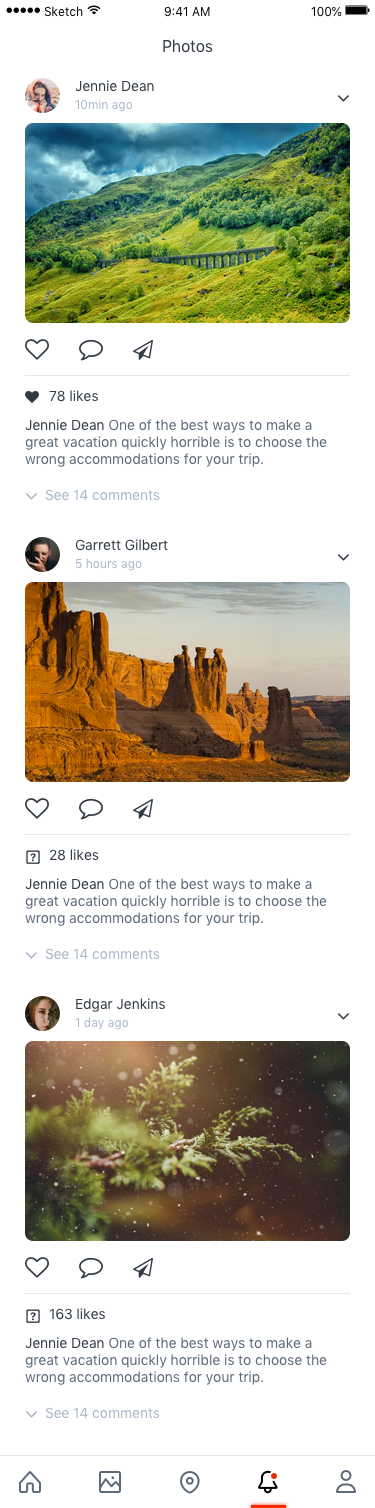 Sketch 9:41 AM 100%
Photos
Jennie Dean
10min ago
78 likes
Jennie Dean One of the best ways to make a
great vacation quickly horrible is to choose the
wrong accommodations for your trip.
See 14 comments
Garrett Gilbert
5 hours ago
28 likes
Jennie Dean One of the best ways to make a
great vacation quickly horrible is to choose the
wrong accommodations for your trip.
See 14 comments
Edgar Jenkins
1 day ago
163 likes
Jennie Dean One of the best ways to make a
great vacation quickly horrible is to choose the
wrong accommodations for your trip.
See 14 comments